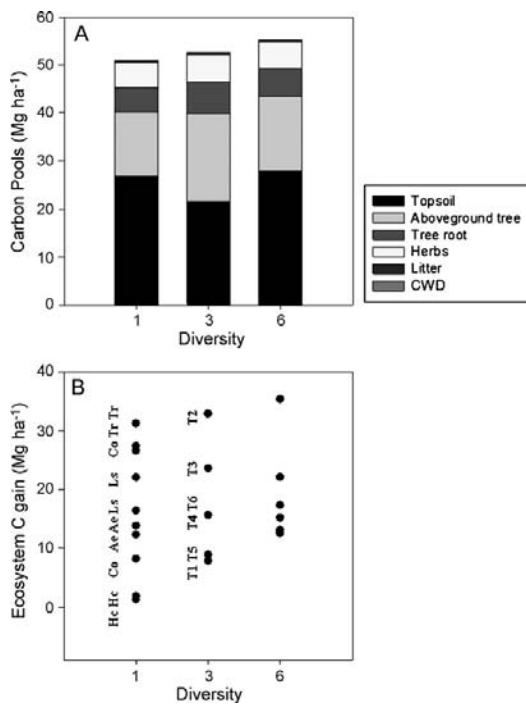 A
Carbon Pools (Mg ha-1)
60
50
40
30
20
10
0
1 3 6
Diversity
Topsoil
Aboveground tree
Tree root
Herbs
Litter
CWD
B
Ecosystem C gain (Mg ha-1)
40
30
20
10
0
Hc Hc Co Ae Ae Ls Ls Co Tr Tr
T1 T5 T4 T6 T3 T2
1 3 6
Diversity